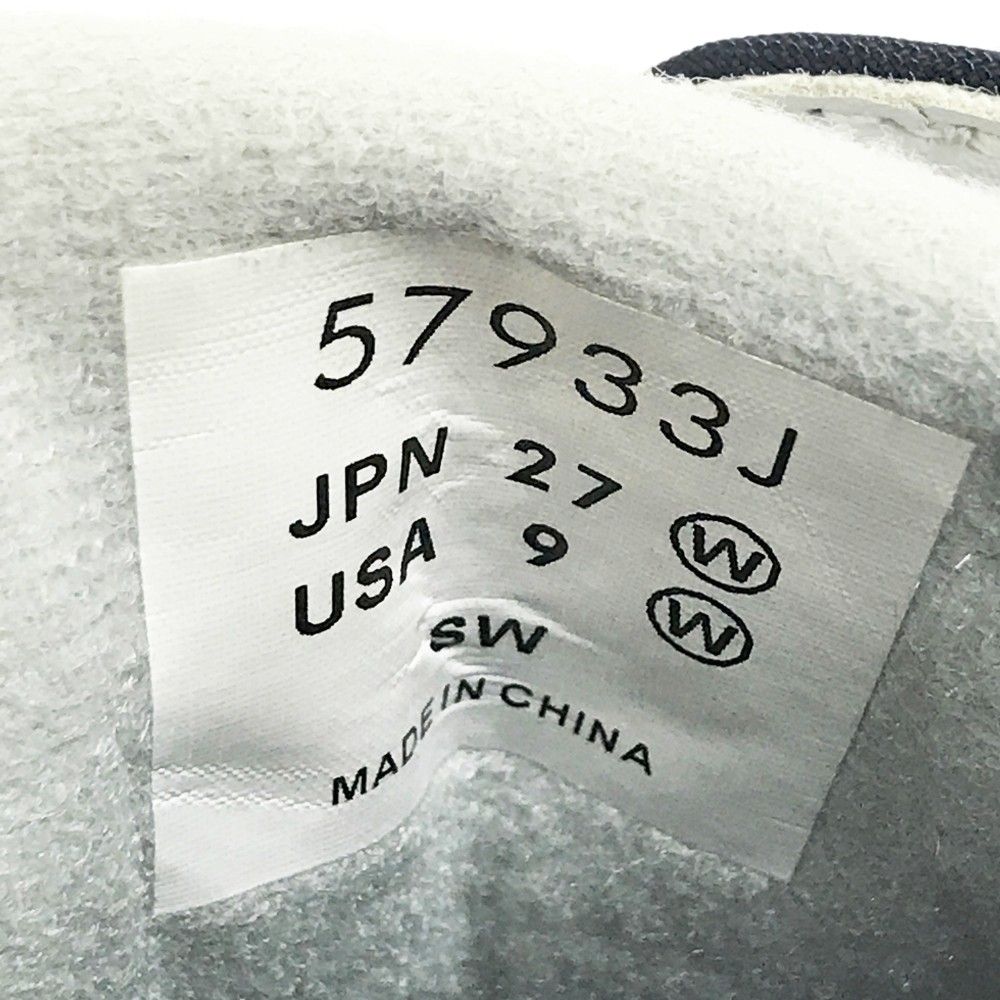 57933J
JPN 27 Ⓦ
USA 9 Ⓦ
SW
MADE IN CHINA